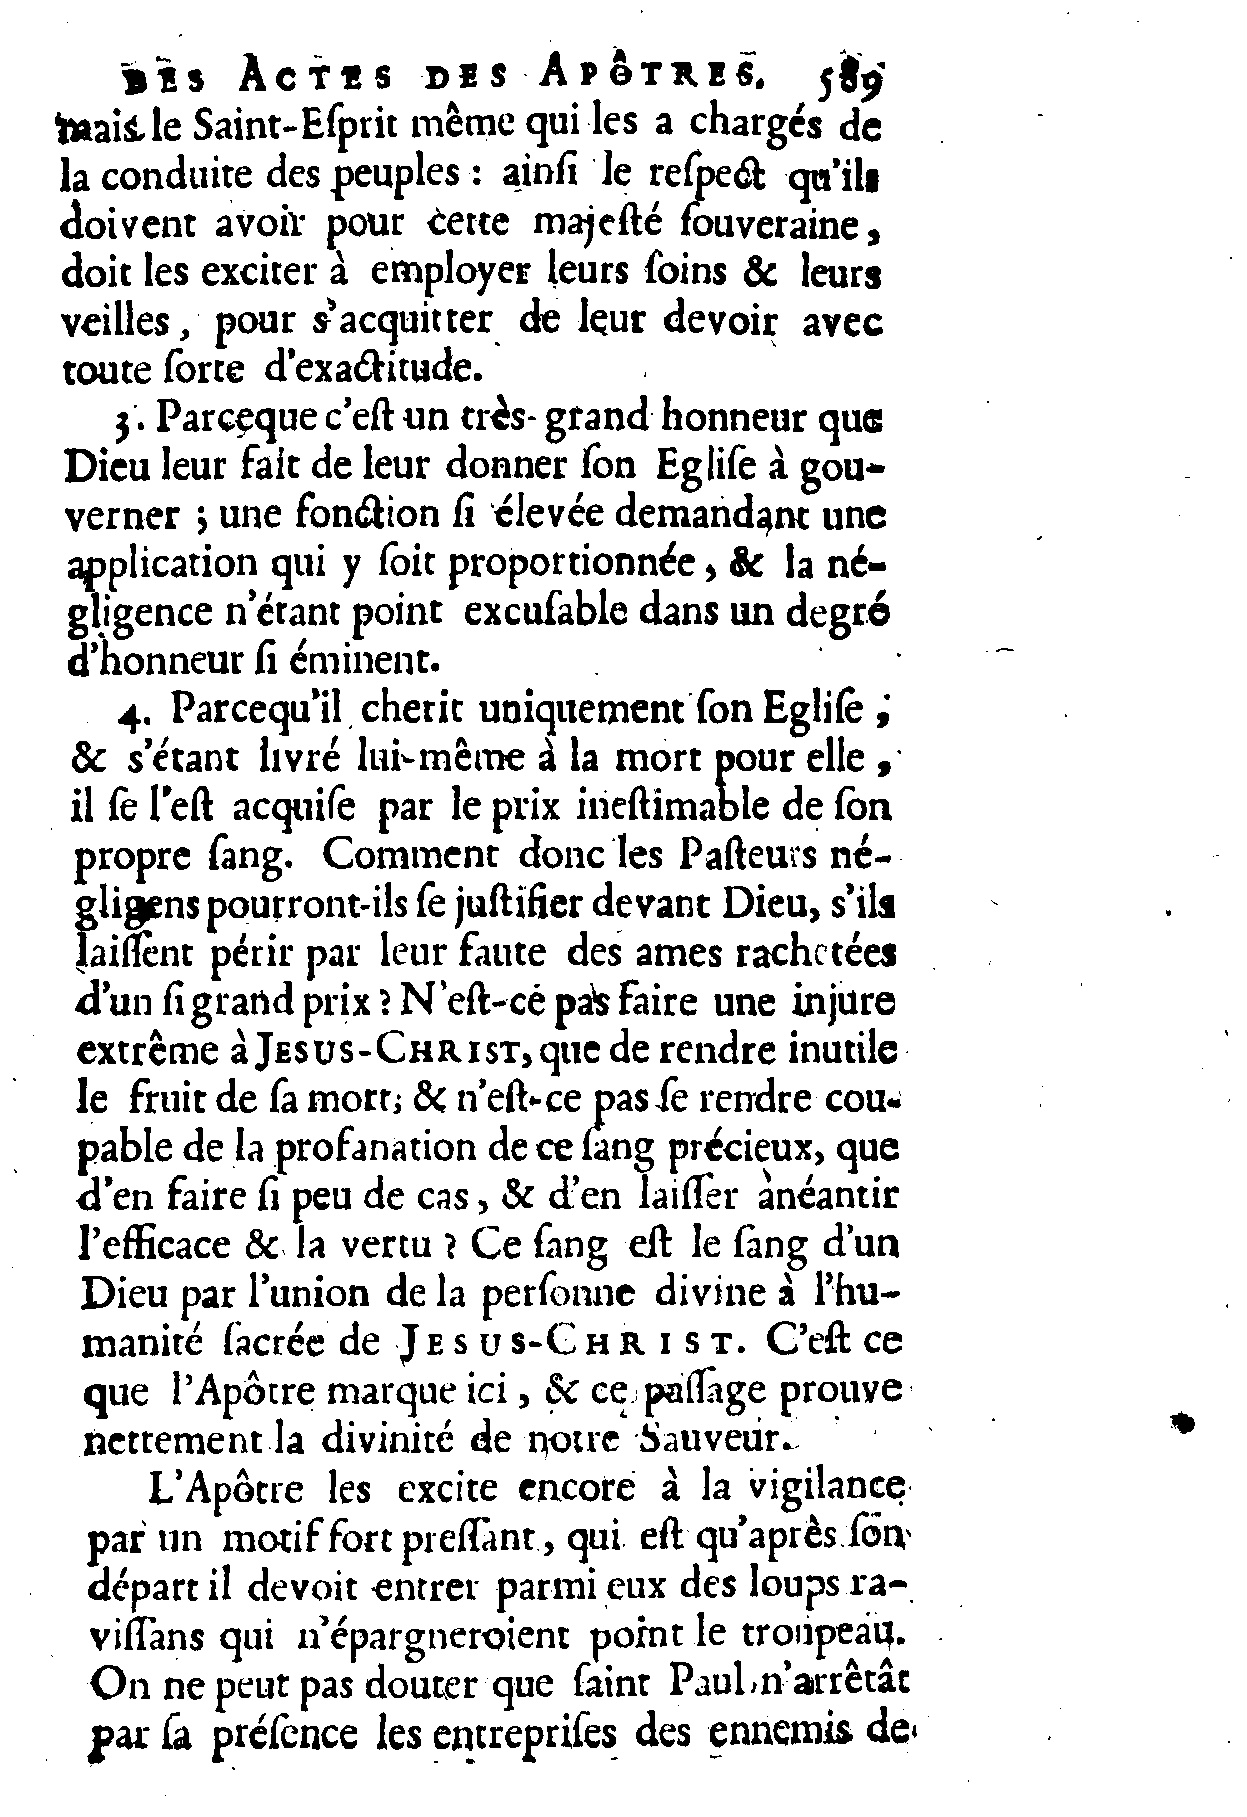 DES ACTES DES APÔTRES. 589
mais le Saint-Eſprit même qui les a chargés de
la conduite des peuples : ainſi le reſpect qu'ils
doivent avoir pour cette majeſté ſouveraine,
doit les exciter à employer leurs ſoins & leurs
veilles, pour s'acquitter de leur devoir avec
toute ſorte d'exactitude.
3. Parceque c'eſt un très-grand honneur que
Dieu leur fait de leur donner ſon Egliſe à gou-
verner ; une fonction ſi élevée demandant une
application qui y ſoit proportionnée, & la né-
gligence n'étant point excuſable dans un degré
d'honneur ſi éminent.
4. Parcequ'il cherit uniquement ſon Egliſe ;
& s'étant livré lui-même à la mort pour elle,
il ſe l'eſt acquiſe par le prix ineſtimable de ſon
propre ſang. Comment donc les Paſteurs né-
gligens pourront-ils ſe juſtifier devant Dieu, s'ils
laiſſent périr par leur faute des ames rachetées
d'un ſi grand prix ? N'eſt-ce pas faire une injure
extrême à JESUS-CHRIST, que de rendre inutile
le fruit de ſa mort; & n'eſt-ce pas ſe rendre cou-
pable de la profanation de ce ſang précieux, que
d'en faire ſi peu de cas, & d'en laiſſer anéantir
l'efficace & la vertu ? Ce ſang eſt le ſang d'un
Dieu par l'union de la perſonne divine à l'hu-
manité ſacrée de JESUS-CHRIST. C'eſt ce
que l'Apôtre marque ici, & ce paſſage prouve
nettement la divinité de notre Sauveur.
L'Apôtre les excite encore à la vigilance
par un motif fort preſſant, qui eſt qu'après ſon
départ il devoit entrer parmi eux des loups ra-
viſſans qui n'épargneroient point le troupeau.
On ne peut pas douter que ſaint Paul n'arrêtât
par ſa préſence les entrepriſes des ennemis de